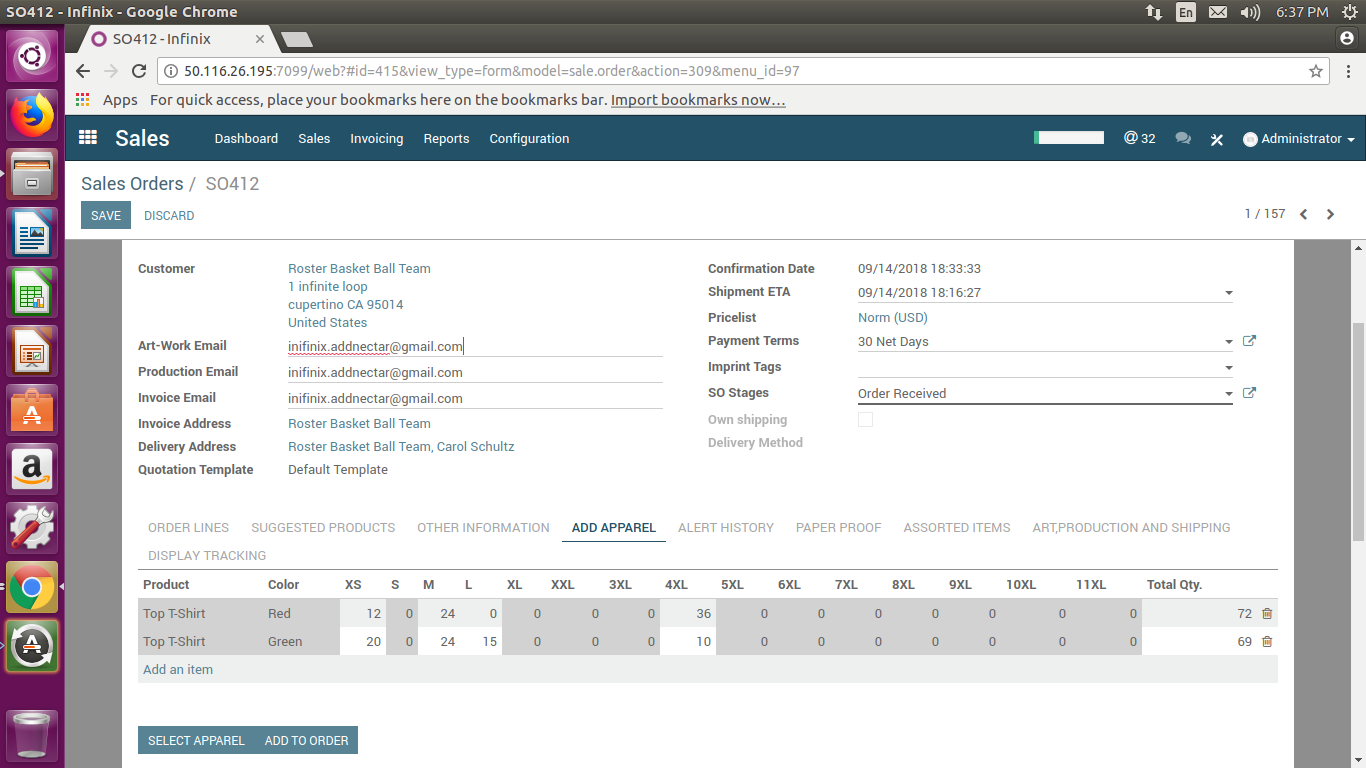 SO412 - Infinix - Google Chrome
En
6:37 PM
SO412 - Infinix
50.116.26.195:7099/web?#id=415&view_type=form&model=sale.order&action=309&menu_id=97
Apps For quick access, place your bookmarks here on the bookmarks bar. Import bookmarks now...
Sales Dashboard Sales Invoicing Reports Configuration @ 32 Administrator
Sales Orders / SO412
SAVE DISCARD 1 / 157
Customer Roster Basket Ball Team
1 infinite loop
cupertino CA 95014
United States
Art-Work Email inifinix.addnectar@gmail.com
Production Email inifinix.addnectar@gmail.com
Invoice Email inifinix.addnectar@gmail.com
Invoice Address Roster Basket Ball Team
Delivery Address Roster Basket Ball Team, Carol Schultz
Quotation Template Default Template
Confirmation Date 09/14/2018 18:33:33
Shipment ETA 09/14/2018 18:16:27
Pricelist Norm (USD)
Payment Terms 30 Net Days
Imprint Tags
SO Stages Order Received
Own shipping
Delivery Method
ORDER LINES SUGGESTED PRODUCTS OTHER INFORMATION ADD APPAREL ALERT HISTORY PAPER PROOF ASSORTED ITEMS ART,PRODUCTION AND SHIPPING
DISPLAY TRACKING
Product Color XS S M L XL XXL 3XL 4XL 5XL 6XL 7XL 8XL 9XL 10XL 11XL Total Qty.
Top T-Shirt Red 12 0 24 0 0 0 0 36 0 0 0 0 0 0 0 72
Top T-Shirt Green 20 0 24 15 0 0 0 10 0 0 0 0 0 0 0 69
Add an item
SELECT APPAREL ADD TO ORDER